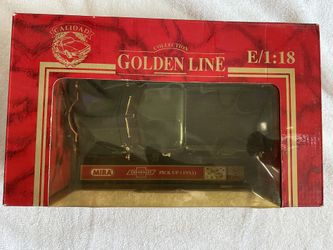 CALIDAD
COLLECTION
GOLDEN LINE
E/1:18
MIRA
PICK UP (1953)